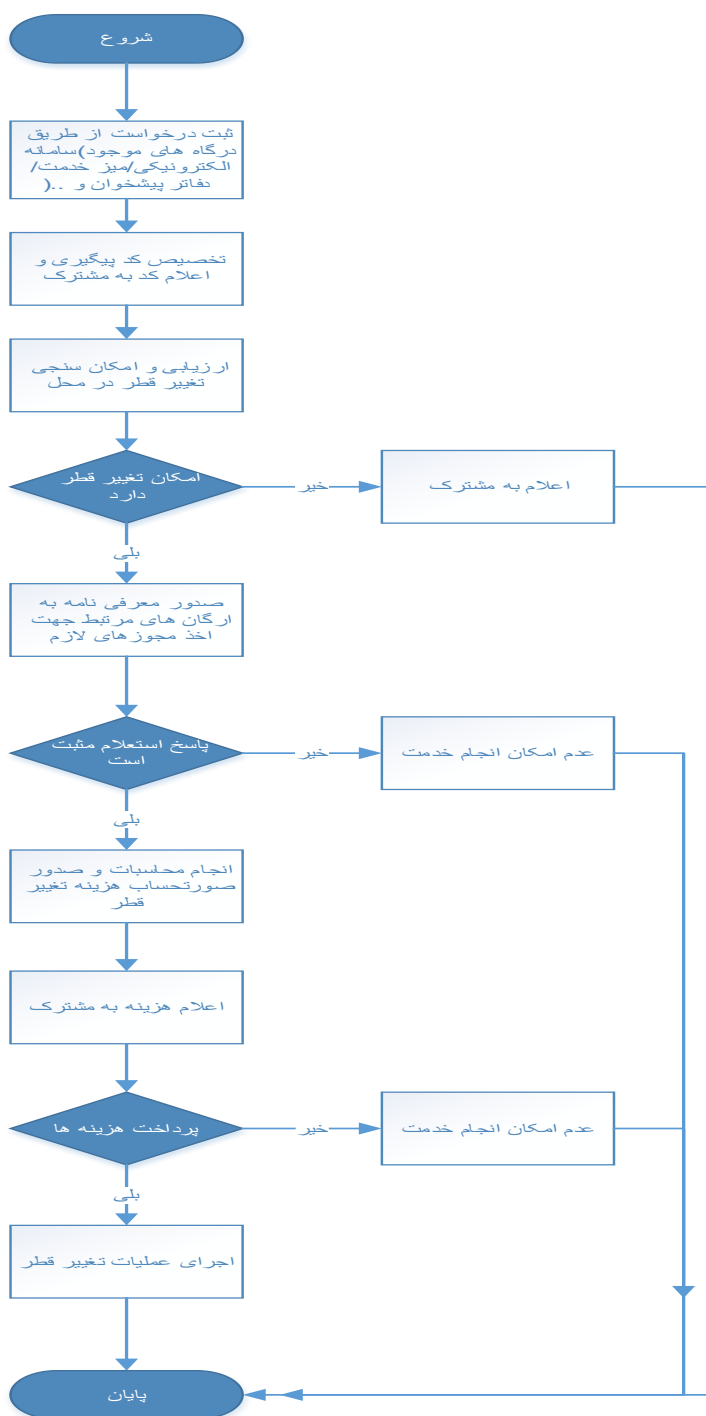 شروع
ثبت درخواست از طریق
درگاه های موجود)سامانه
الکترونیکی/میز خدمت/
دفاتر پیشخوان و ..(
تخصیص کد پیگیری و
اعلام کد به مشترک
ارزیابی و امکان سنجی
تغییر قطر در محل
امکان تغییر قطر
دارد
خیر
اعلام به مشترک
بلی
صدور معرفی نامه به
ارگان های مرتبط جهت
اخذ مجوزهای لازم
پاسخ استعلام مثبت
است
خیر
عدم امکان انجام خدمت
بلی
انجام محاسبات و صدور
صورتحساب هزینه تغییر
قطر
اعلام هزینه به مشترک
پرداخت هزینه ها
خیر
عدم امکان انجام خدمت
بلی
اجرای عملیات تغییر قطر
پایان